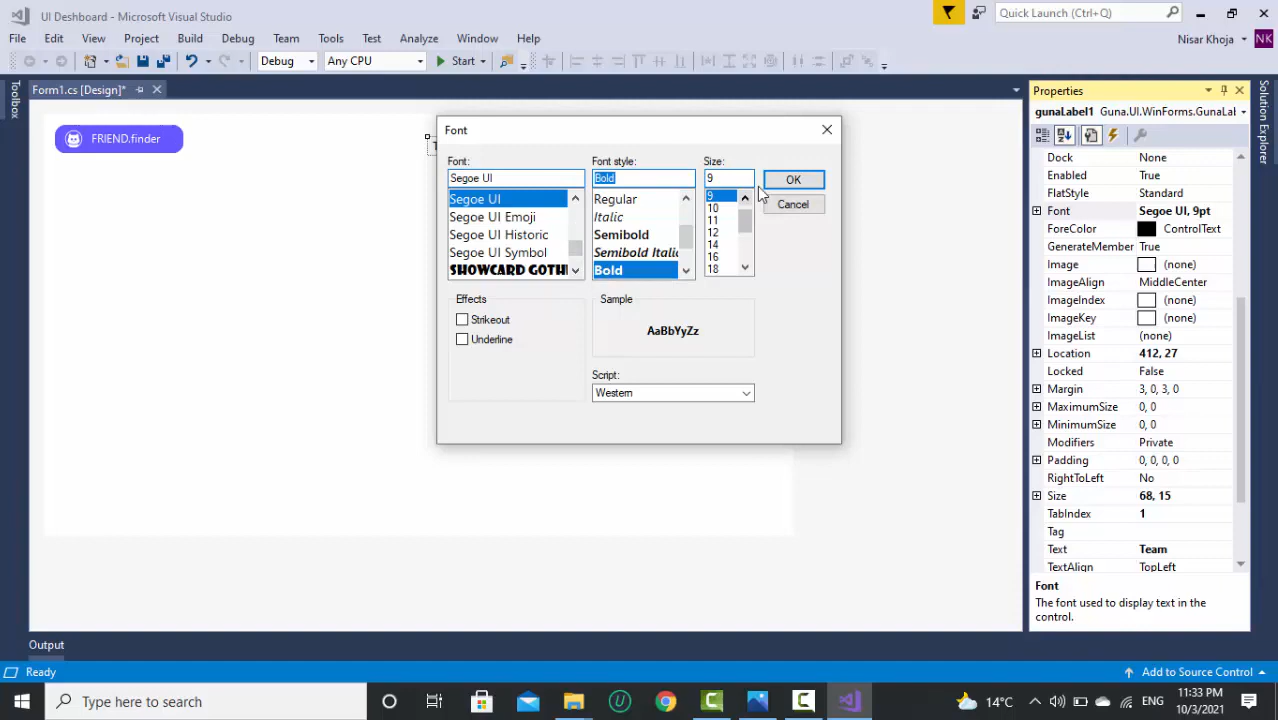 UI Deshboard - Microsoft Visual Studio
Quick Launch (Ctrl+Q)
File Edit View Project Build Debug Team Tools Test Analyze Window Help
Nisar Khoja NK
Debug Any CPU Start
Toolbox
Form1.cs [Design]*
FRIEND.finder
Font
Font: Font style: Size:
Segoe UI Bold 9
OK
Cancel
Segoe UI
Segoe UI Emoji
Segoe UI Historic
Segoe UI Symbol
SHOWCARD GOTH
Regular
Italic
Semibold
Semibold Itali
Bold
9
10
11
12
14
16
18
Effects
Strikeout
Underline
Sample
AaBbYyZz
Script:
Western
Properties
gunaLabel1 Guna.UI.WinForms.GunaLal
Dock None
Enabled True
FlatStyle Standard
Font Segoe UI, 9pt
ForeColor ControlText
GenerateMember True
Image (none)
ImageAlign MiddleCenter
ImageIndex (none)
ImageKey (none)
ImageList (none)
Location 412, 27
Locked False
Margin 3, 0, 3, 0
MaximumSize 0, 0
MinimumSize 0, 0
Modifiers Private
Padding 0, 0, 0, 0
RightToLeft No
Size 68, 15
TabIndex 1
Tag
Text Team
TextAlign TopLeft
Font
The font used to display text in the
control.
Solution Explorer
Output
Ready
Add to Source Control
Type here to search
14°C
ENG
11:33 PM
10/3/2021